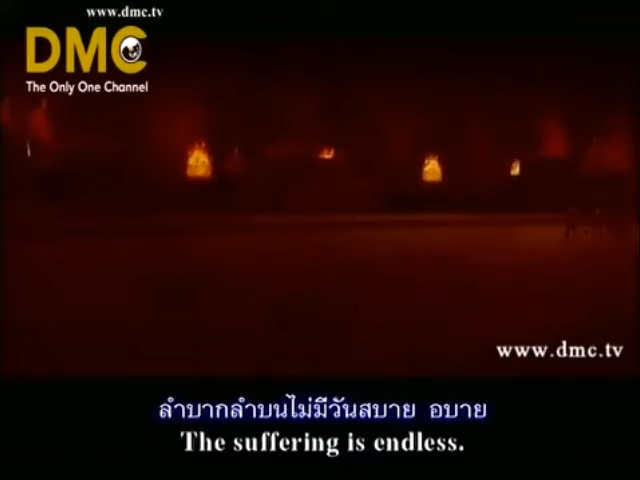 www.dmc.tv
DMC
The Only One Channel
www.dmc.tv
ลำบากลำบนไม่มีวันสบาย อบาย
The suffering is endless.